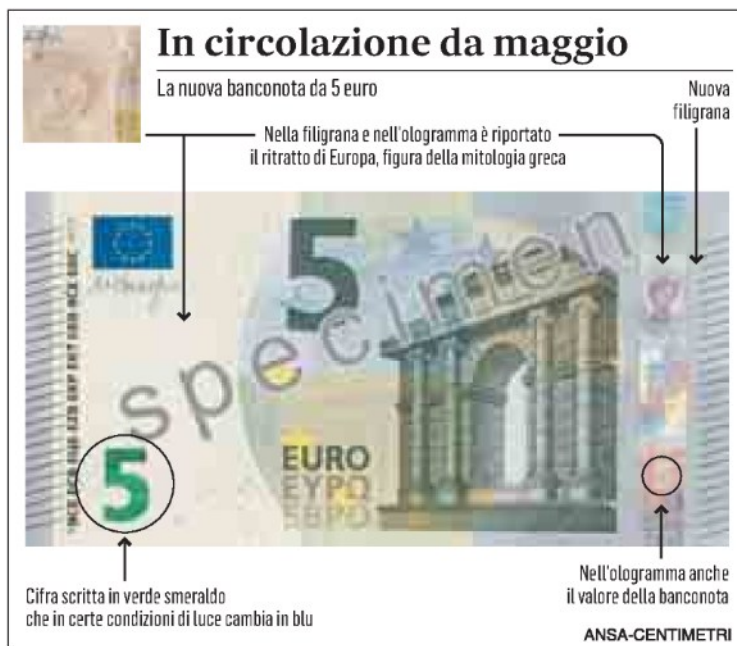 In circolazione da maggio
La nuova banconota da 5 euro
Nuova
filigrana
Nella filigrana e nell'ologramma è riportato
il ritratto di Europa, figura della mitologia greca
specimen
5
5
EURO
ΕΥΡΩ
ЕВРО
Cifra scritta in verde smeraldo
che in certe condizioni di luce cambia in blu
Nell'ologramma anche
il valore della banconota
ANSA-CENTIMETRI